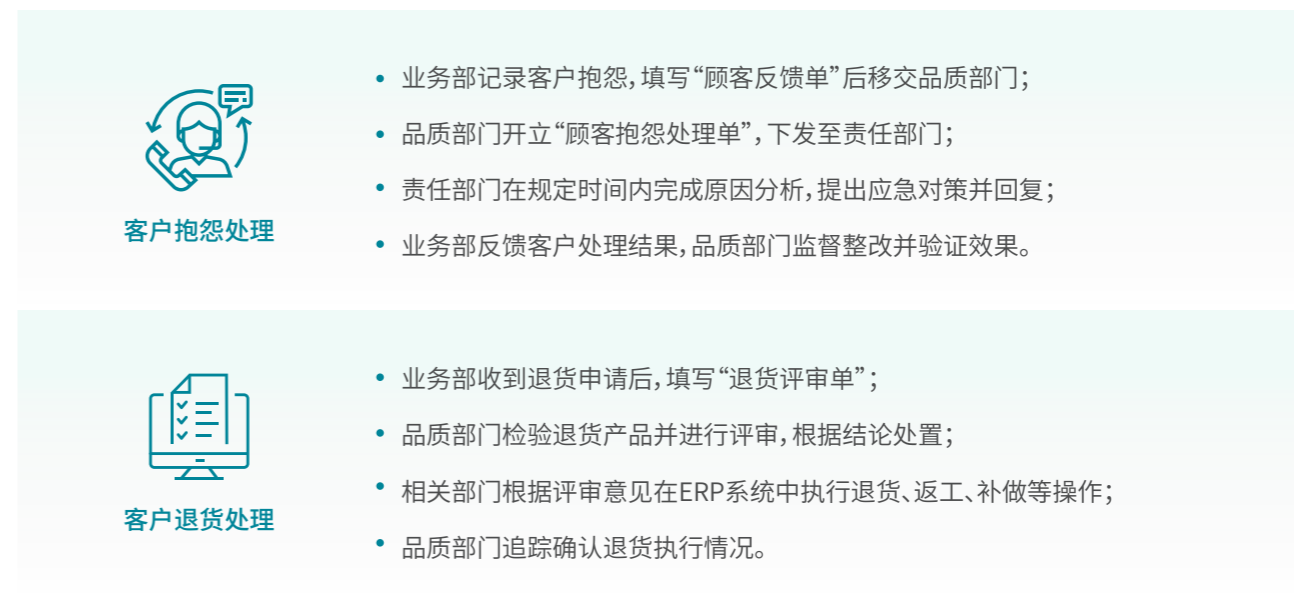 客户抱怨处理
• 业务部记录客户抱怨，填写“顾客反馈单”后移交品质部门；
• 品质部门开立“顾客抱怨处理单”，下发至责任部门；
• 责任部门在规定时间内完成原因分析，提出应急对策并回复；
• 业务部反馈客户处理结果，品质部门监督整改并验证效果。
客户退货处理
• 业务部收到退货申请后，填写“退货评审单”；
• 品质部门检验退货产品并进行评审，根据结论处置；
• 相关部门根据评审意见在ERP系统中执行退货、返工、补做等操作；
• 品质部门追踪确认退货执行情况。